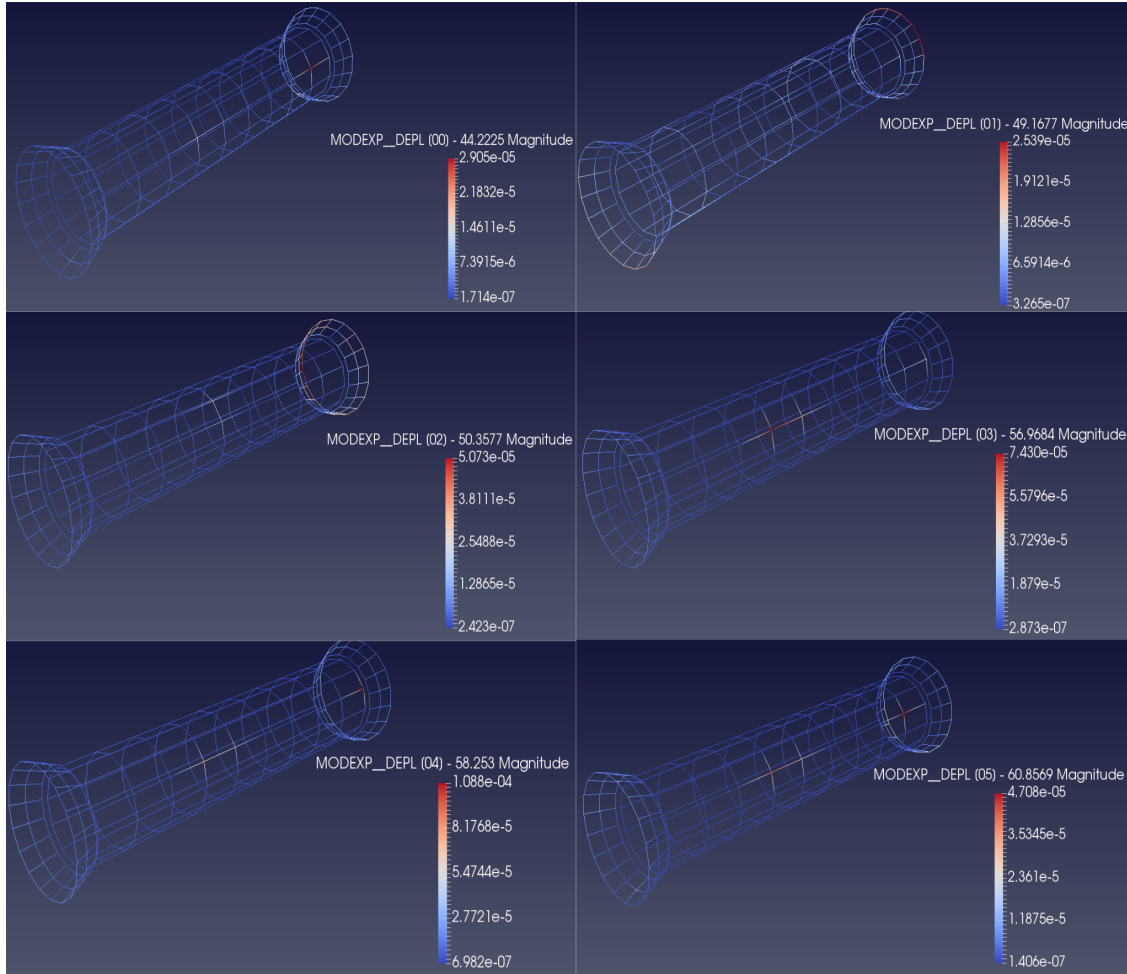 MODEXP__DEPL (00) - 44.2225 Magnitude
2.905e-05
2.1832e-5
1.4611e-5
7.3915e-6
1.714e-07
MODEXP__DEPL (01) - 49.1677 Magnitude
2.539e-05
1.9121e-5
1.2856e-5
6.5914e-6
3.265e-07
MODEXP__DEPL (02) - 50.3577 Magnitude
5.073e-05
3.8111e-5
2.5488e-5
1.2865e-5
2.423e-07
MODEXP__DEPL (03) - 56.9684 Magnitude
7.430e-05
5.5796e-5
3.7293e-5
1.879e-5
2.873e-07
MODEXP__DEPL (04) - 58.253 Magnitude
1.088e-04
8.1768e-5
5.4744e-5
2.7721e-5
6.982e-07
MODEXP__DEPL (05) - 60.8569 Magnitude
4.708e-05
3.5345e-5
2.361e-5
1.1875e-5
1.406e-07